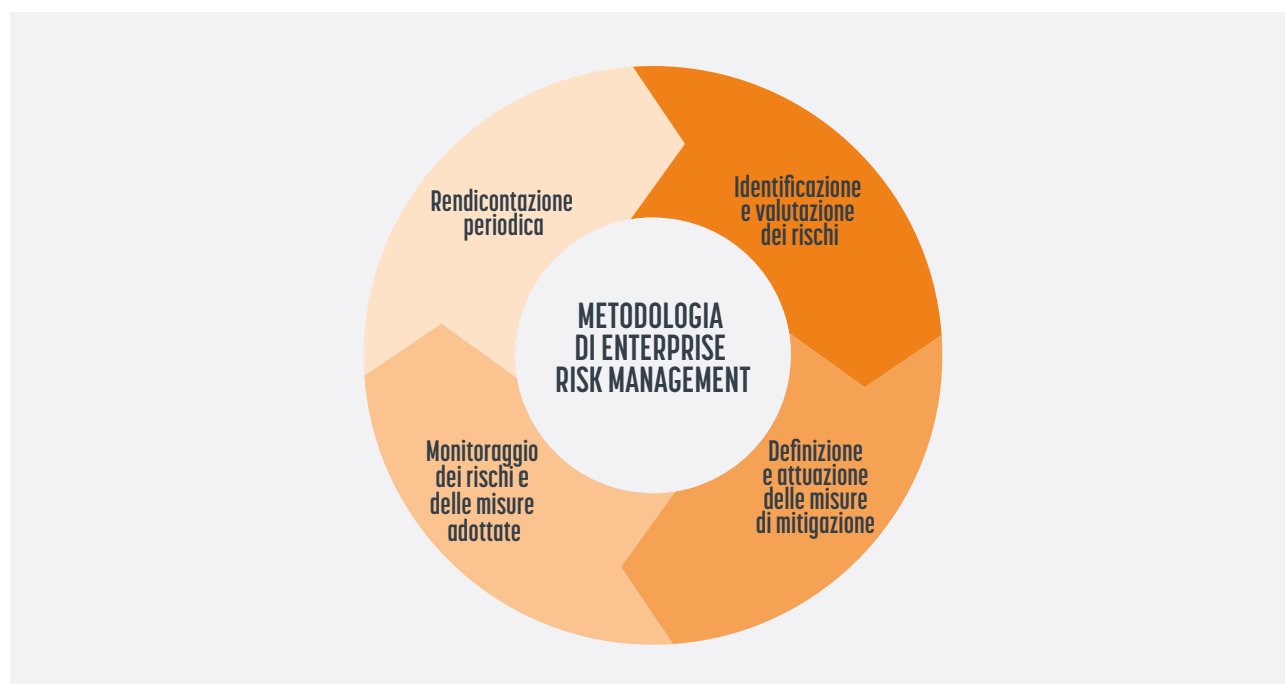 METODOLOGIA
DI ENTERPRISE
RISK MANAGEMENT
Identificazione
e valutazione
dei rischi
Definizione
e attuazione
delle misure
di mitigazione
Monitoraggio
dei rischi e
delle misure
adottate
Rendicontazione
periodica